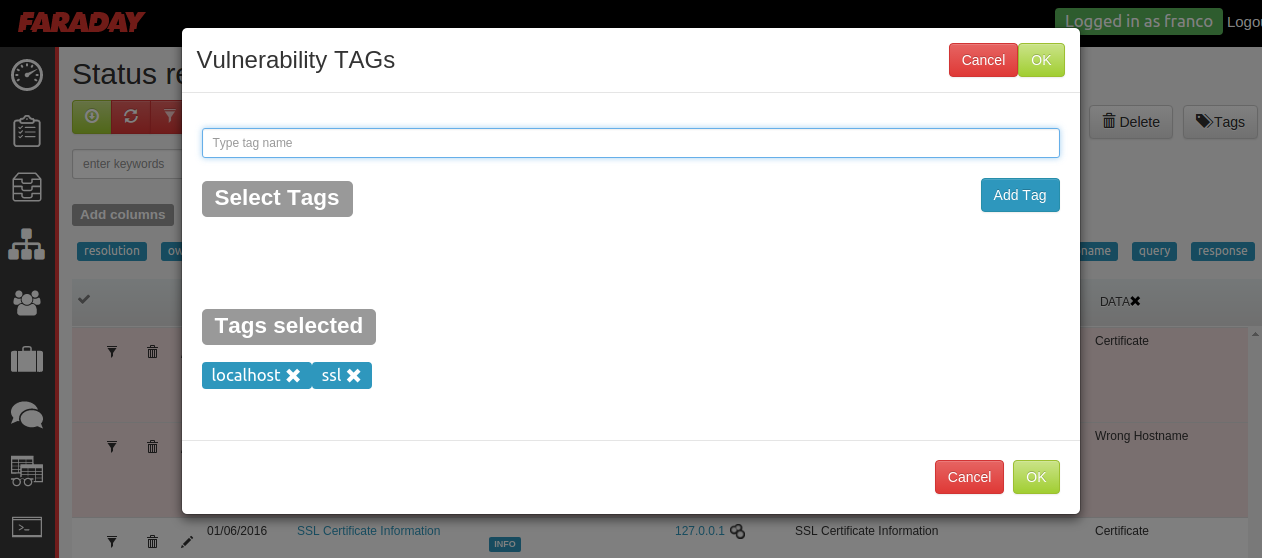 FARADAY
Logged in as franco Logou
Vulnerability TAGs Cancel OK
Status re
Type tag name
Delete Tags
enter keywords
Select Tags Add Tag
Add columns
resolution ow name query response
Tags selected
DATA
localhost ssl
Certificate
Wrong Hostname
Cancel OK
01/06/2016 SSL Certificate Information 127.0.0.1 SSL Certificate Information Certificate
INFO